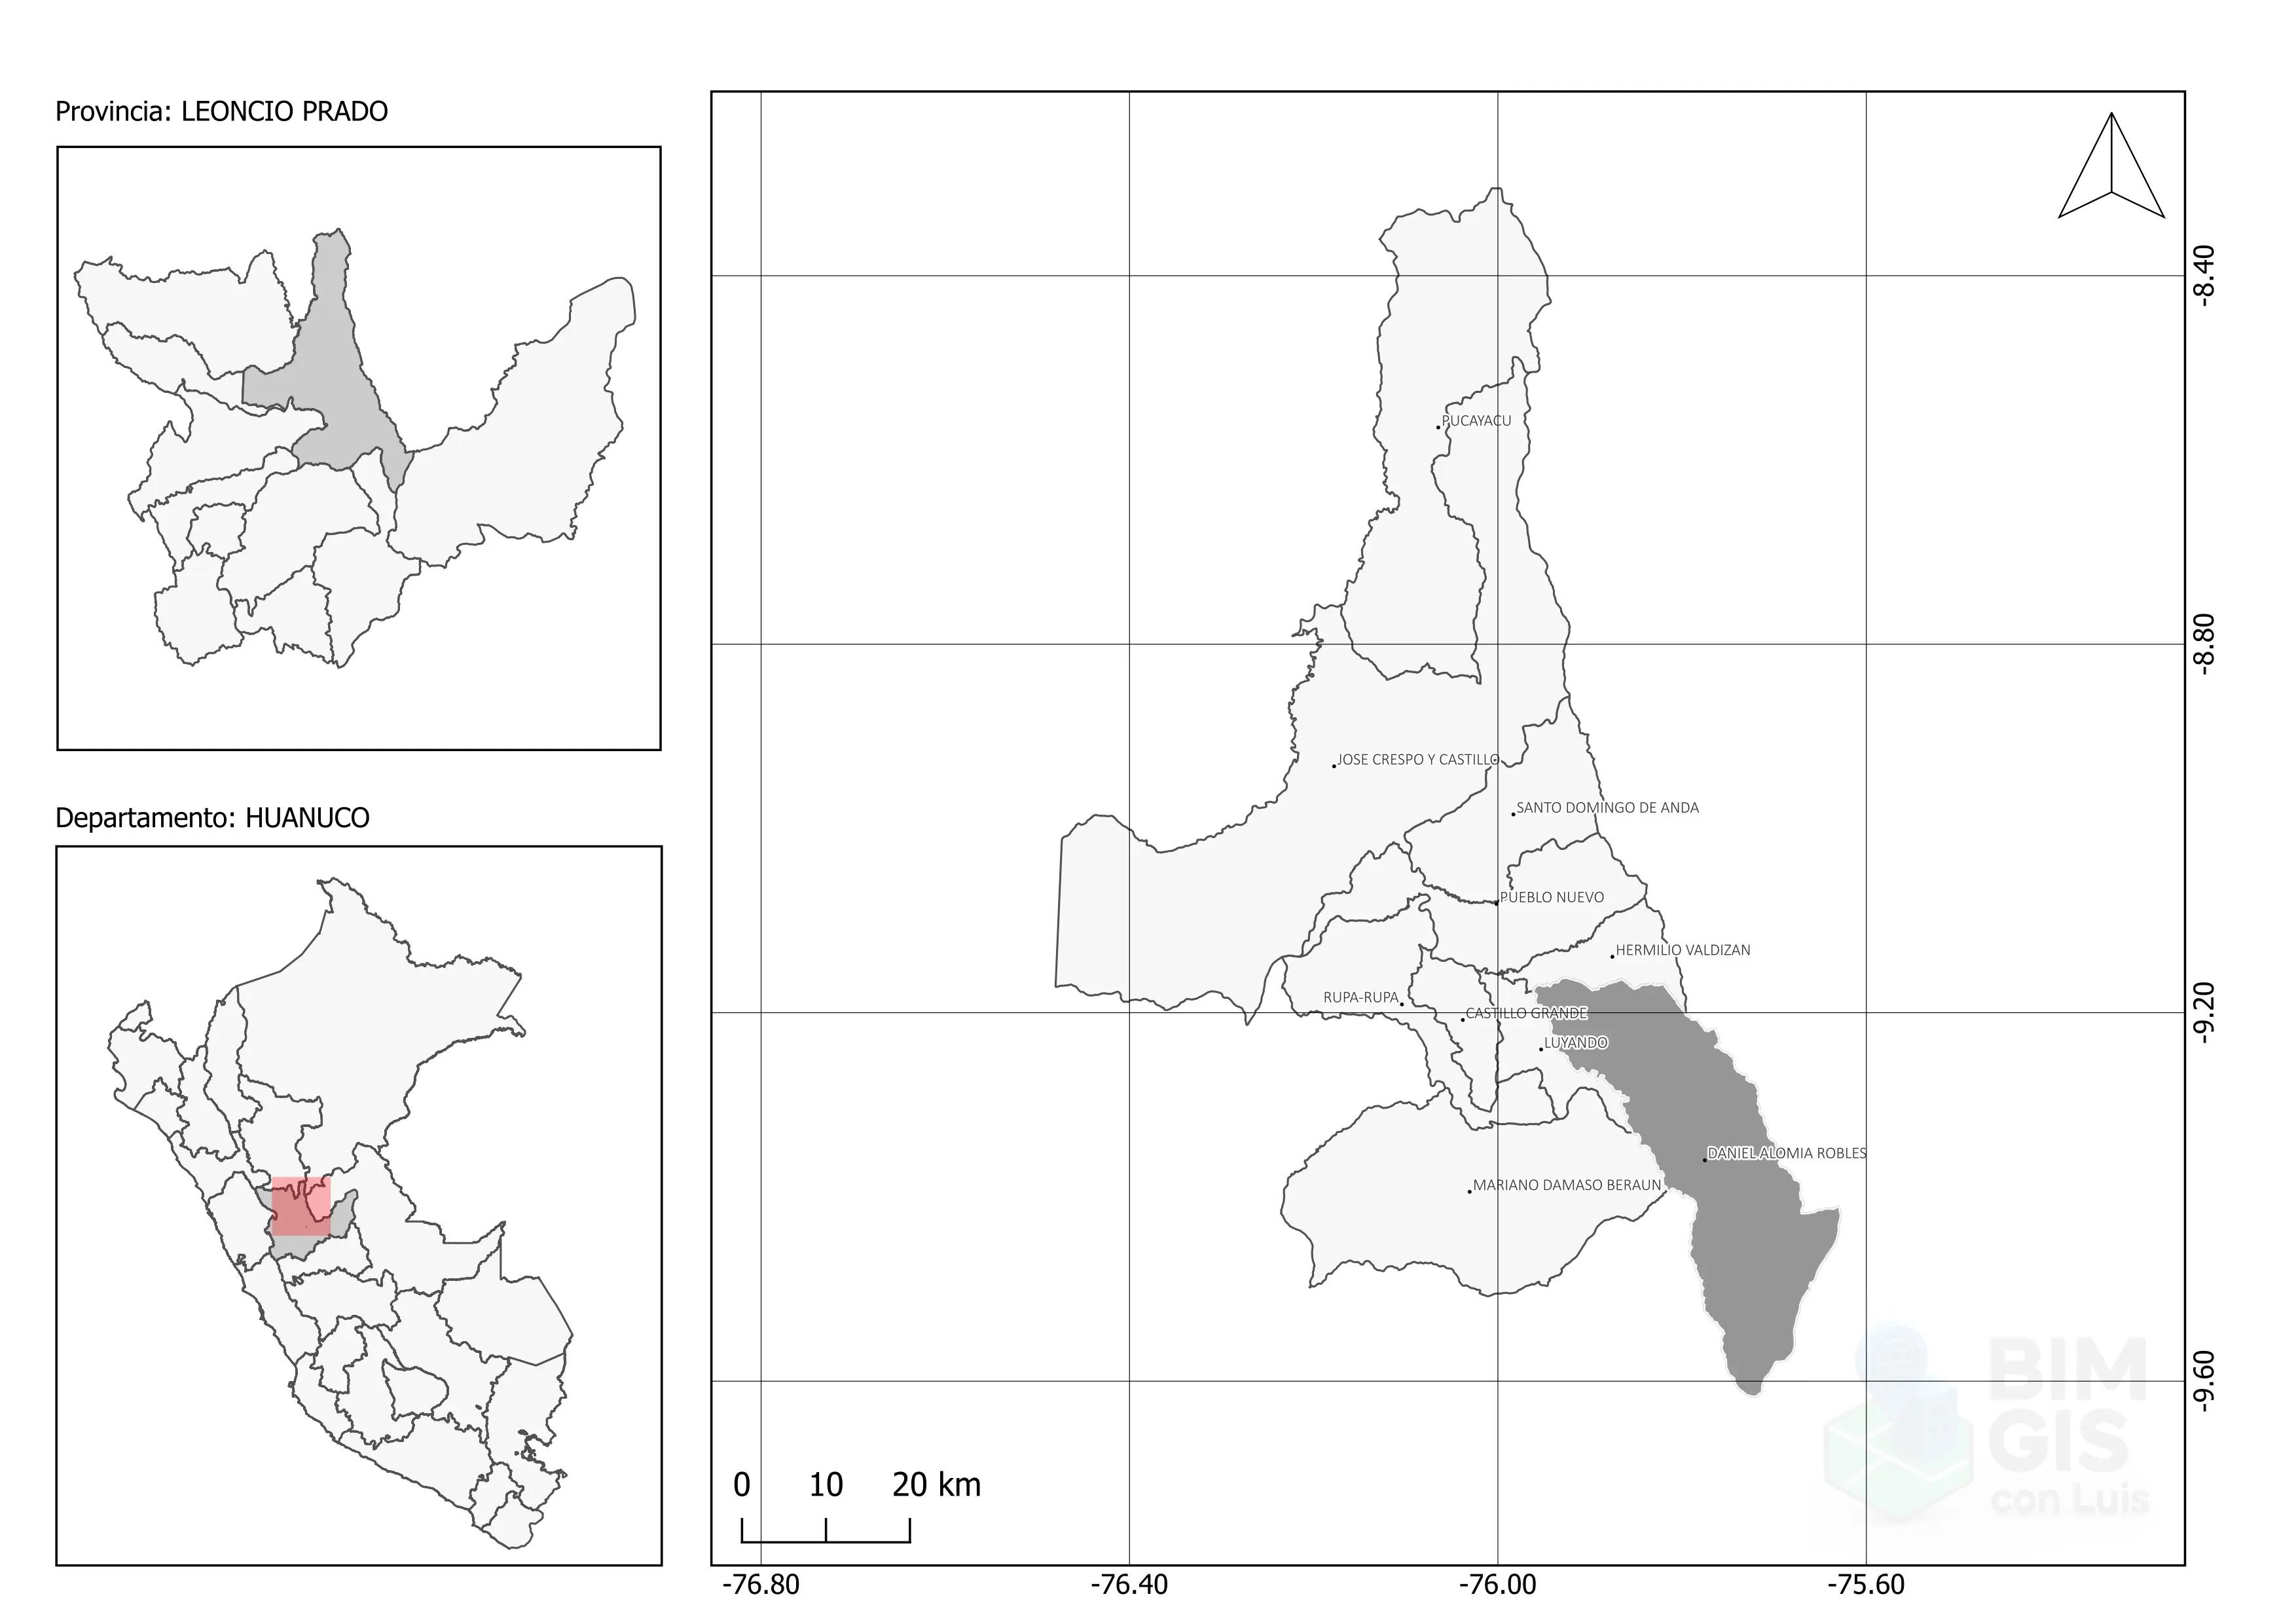 Provincia: LEONCIO PRADO
Departamento: HUANUCO
PUCAYACU
JOSE CRESPO Y CASTILLO
SANTO DOMINGO DE ANDA
PUEBLO NUEVO
HERMILIO VALDIZAN
RUPA-RUPA
CASTILLO GRANDE
LUYANDO
DANIEL ALOMIA ROBLES
MARIANO DAMASO BERAUN
-8.40
-8.80
-9.20
-9.60
BIM
GIS
con Luis
0 10 20 km
-76.80 -76.40 -76.00 -75.60